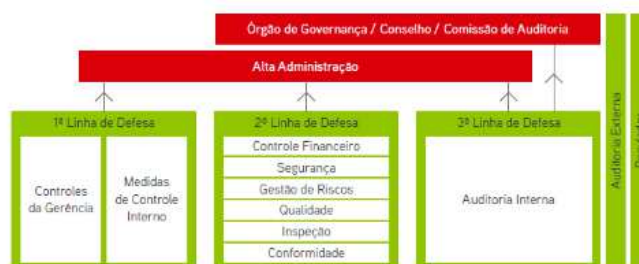 Órgão de Governança / Conselho / Comissão de Auditoria
Alta Administração
1ª Linha de Defesa
Controles
da Gerência
Medidas
de Controle
Interno
2ª Linha de Defesa
Controle Financeiro
Segurança
Gestão de Riscos
Qualidade
Inspeção
Conformidade
3ª Linha de Defesa
Auditoria Interna
Auditoria Externa